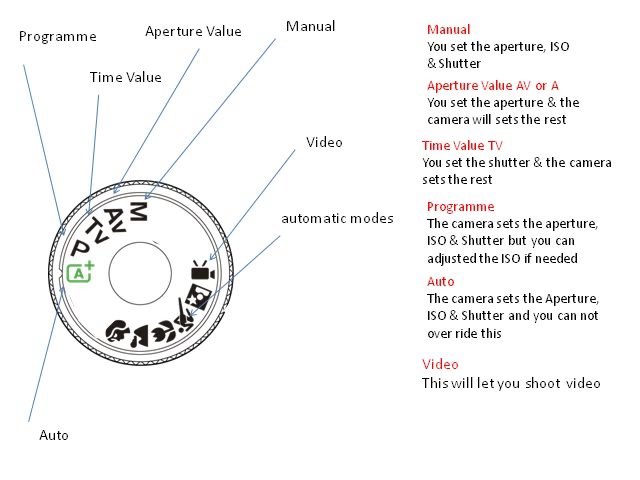 Programme
Aperture Value
Manual
Time Value
Video
automatic modes
Auto
M
AV
TV
P
A+
Manual
You set the aperture, ISO
& Shutter
Aperture Value AV or A
You set the aperture & the
camera will sets the rest
Time Value TV
You set the shutter & the camera
sets the rest
Programme
The camera sets the aperture,
ISO & Shutter but you can
adjusted the ISO if needed
Auto
The camera sets the Aperture,
ISO & Shutter and you can not
over ride this
Video
This will let you shoot video